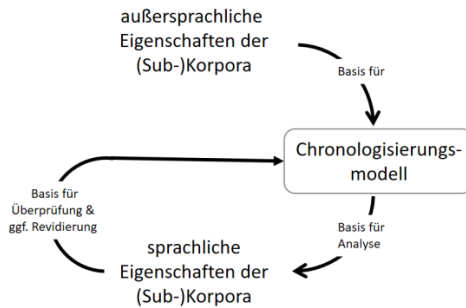 außersprachliche
Eigenschaften der
(Sub-)Korpora
Basis für
Chronologisierungs-
modell
Basis für
Überprüfung &
ggf. Revidierung
Basis für
Analyse
sprachliche
Eigenschaften der
(Sub-)Korpora